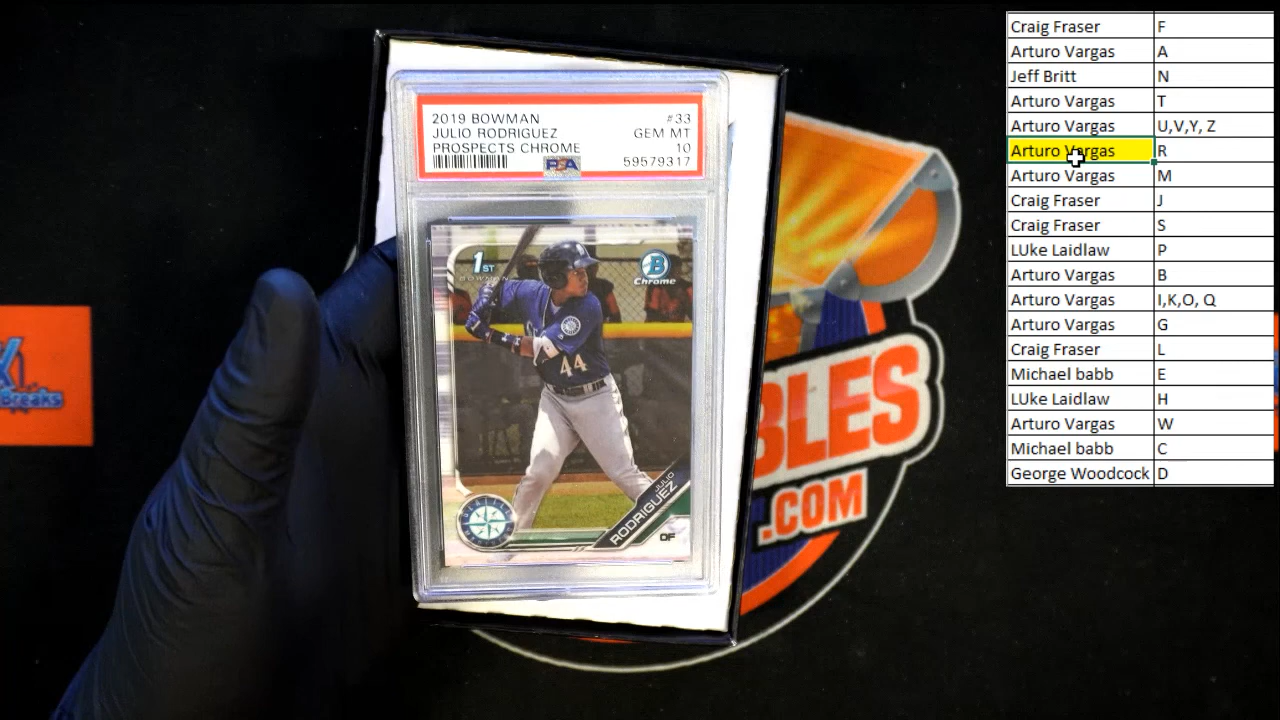 2019 BOWMAN #33
JULIO RODRIGUEZ GEM MT
PROSPECTS CHROME 10
PSA 59579317
1ST
BOWMAN
B
Chrome
44
JULIO
RODRIGUEZ
OF
Breaks
BLES
.COM
Craig Fraser F
Arturo Vargas A
Jeff Britt N
Arturo Vargas T
Arturo Vargas U,V,Y, Z
Arturo Vargas R
Arturo Vargas M
Craig Fraser J
Craig Fraser S
LUke Laidlaw P
Arturo Vargas B
Arturo Vargas I,K,O, Q
Arturo Vargas G
Craig Fraser L
Michael babb E
LUke Laidlaw H
Arturo Vargas W
Michael babb C
George Woodcock D